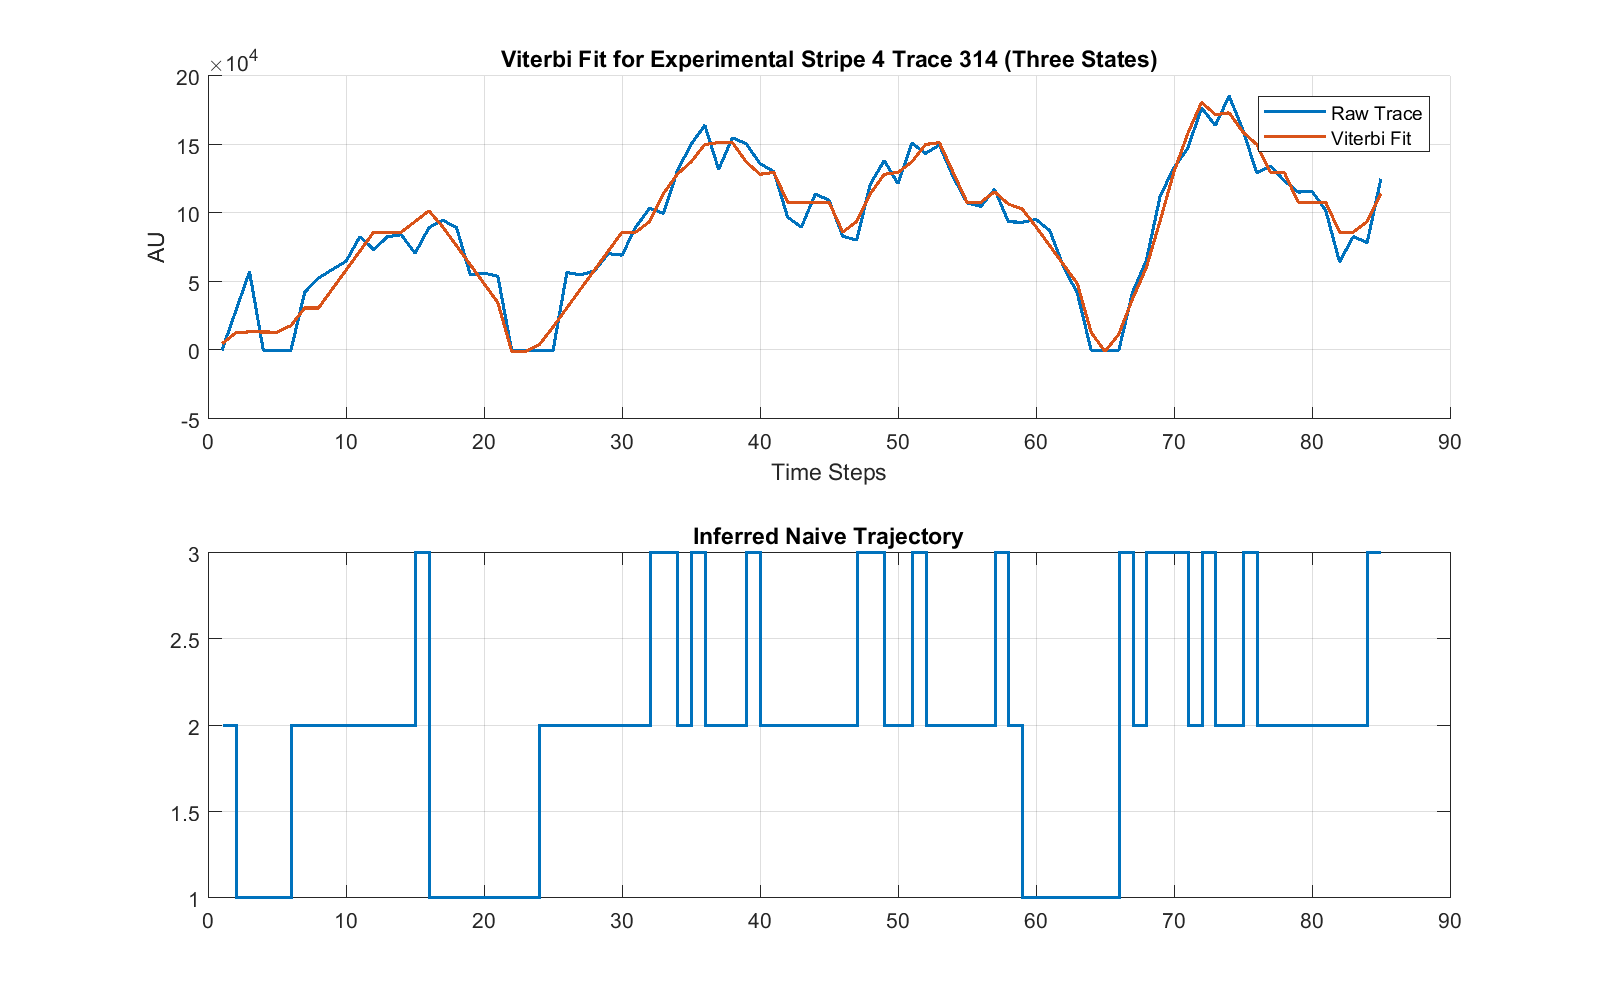 Viterbi Fit for Experimental Stripe 4 Trace 314 (Three States)
×10^4
20
15
10
5
0
-5
AU
Raw Trace
Viterbi Fit
0 10 20 30 40 50 60 70 80 90
Time Steps
Inferred Naive Trajectory
3
2.5
2
1.5
1
0 10 20 30 40 50 60 70 80 90